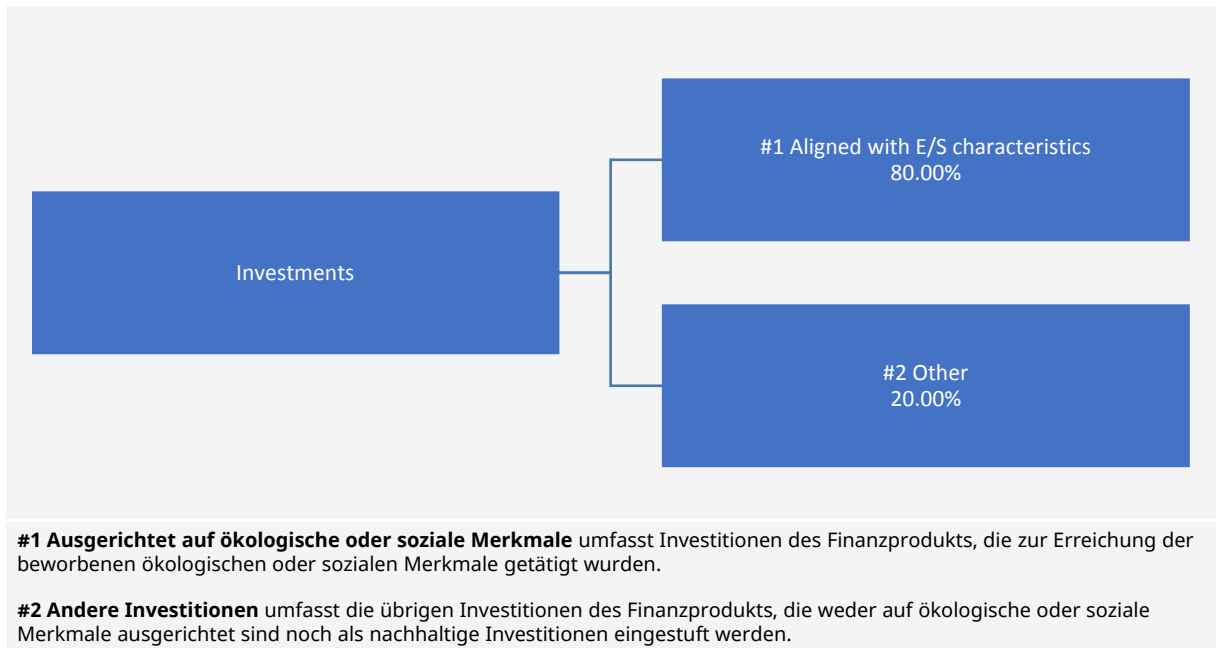 #1 Aligned with E/S characteristics
80.00%
Investments
#2 Other
20.00%
#1 Ausgerichtet auf ökologische oder soziale Merkmale umfasst Investitionen des Finanzprodukts, die zur Erreichung der
beworbenen ökologischen oder sozialen Merkmale getätigt wurden.
#2 Andere Investitionen umfasst die übrigen Investitionen des Finanzprodukts, die weder auf ökologische oder soziale
Merkmale ausgerichtet sind noch als nachhaltige Investitionen eingestuft werden.